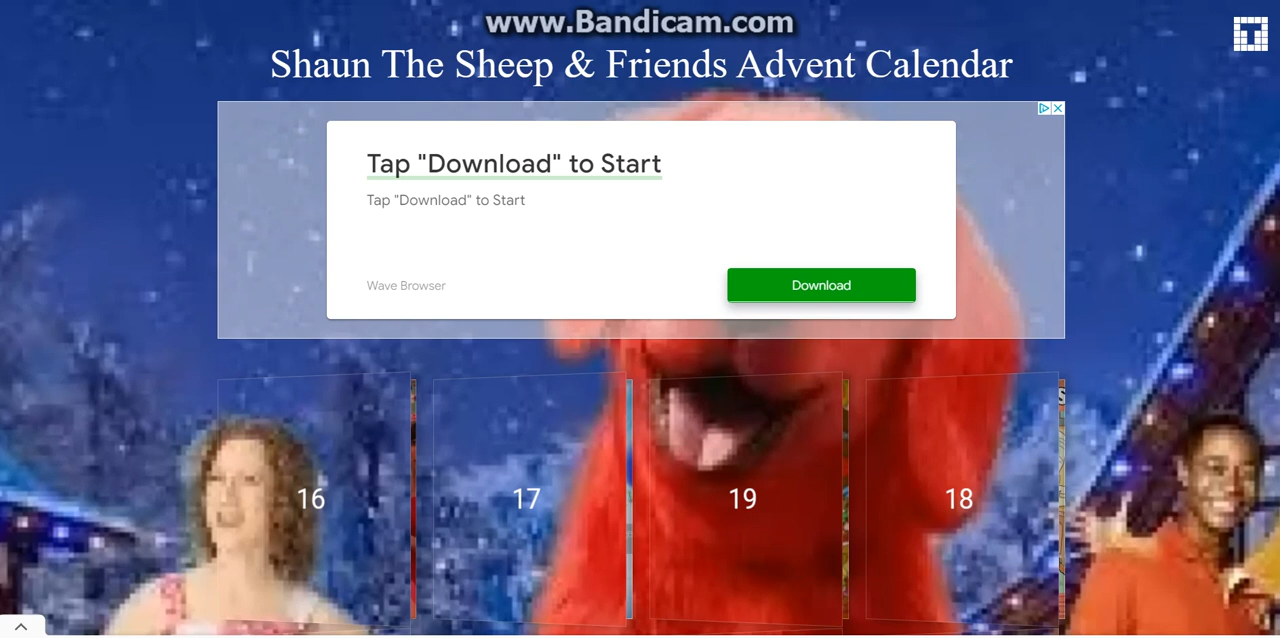 www.Bandicam.com
Shaun The Sheep & Friends Advent Calendar
Tap "Download" to Start
Tap "Download" to Start
Wave Browser
Download
16
17
19
18